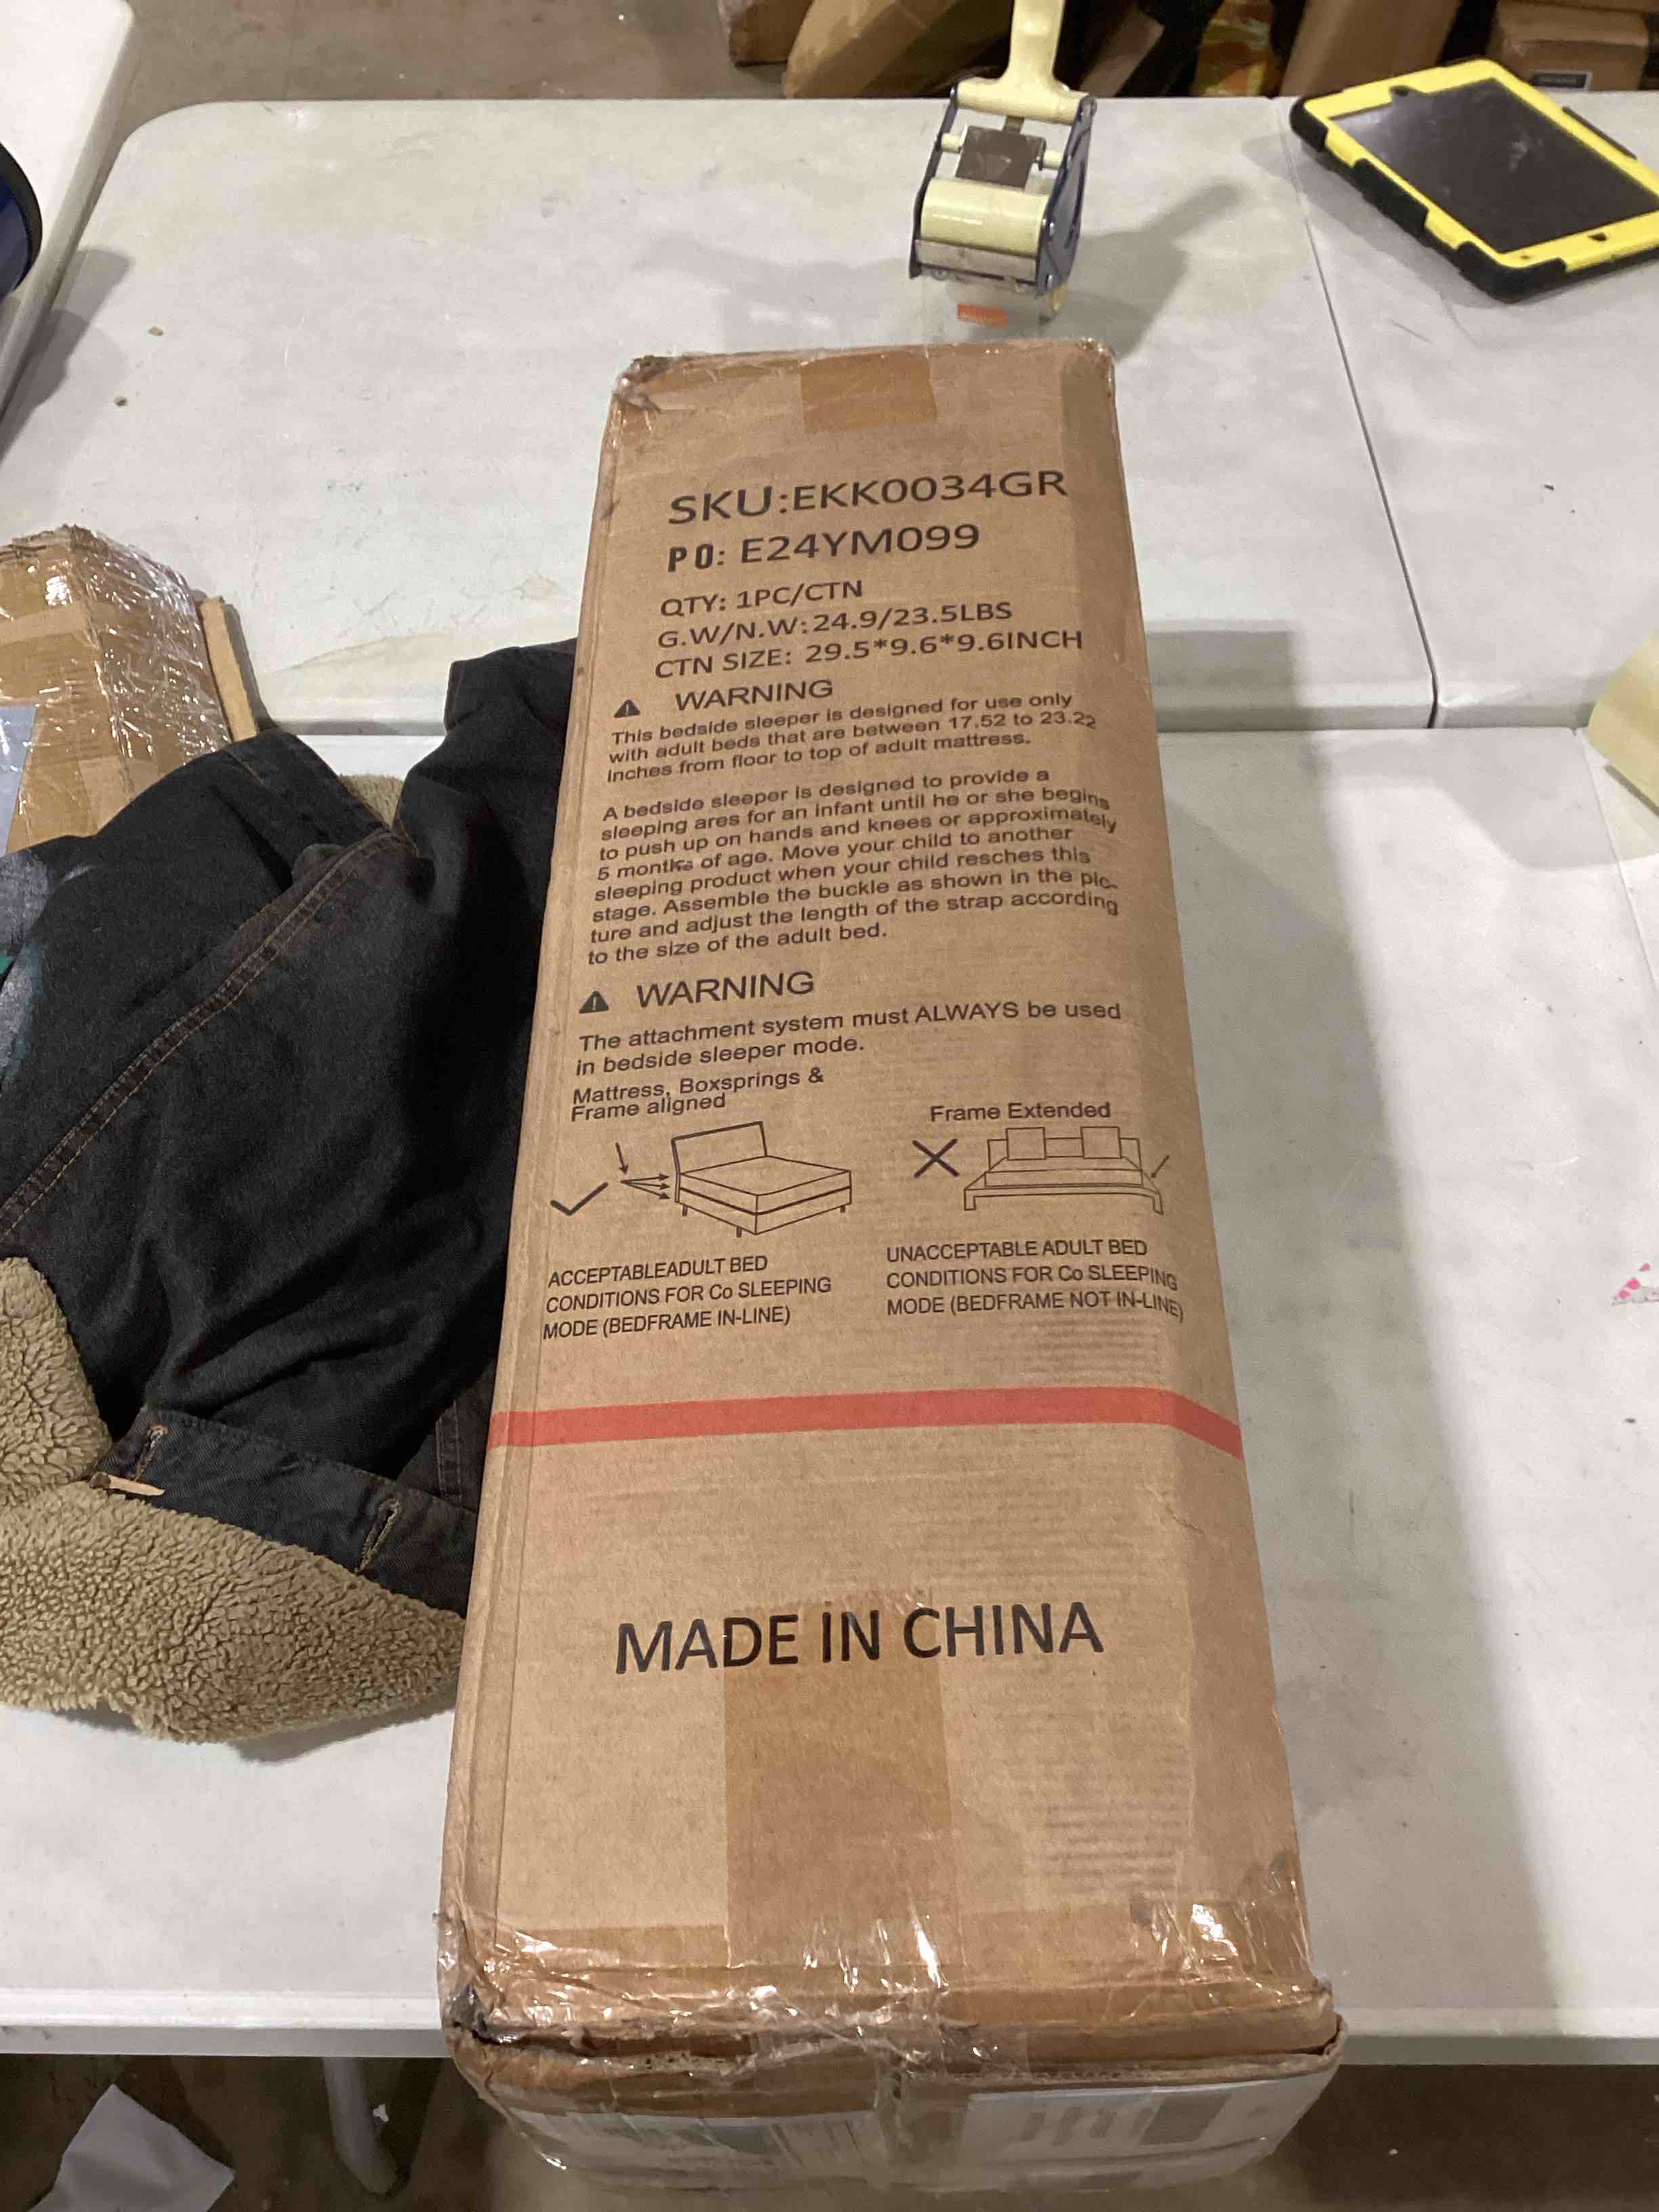 SKU:EKK0034GR
PO: E24YM099
QTY: 1PC/CTN
G.W/N.W:24.9/23.5LBS
CTN SIZE: 29.5*9.6*9.6INCH
WARNING
This bedside sleeper is designed for use only
with adult beds that are between 17.52 to 23.22
inches from floor to top of adult mattress.
A bedside sleeper is designed to provide a
sleeping ares for an infant until he or she begins
to push up on hands and knees or approximately
5 months of age. Move your child to another
sleeping product when your child resches this
stage. Assemble the buckle as shown in the pic-
ture and adjust the length of the strap according
to the size of the adult bed.
WARNING
The attachment system must ALWAYS be used
in bedside sleeper mode.
Mattress, Boxsprings &
Frame aligned
Frame Extended
ACCEPTABLEADULT BED
CONDITIONS FOR Co SLEEPING
MODE (BEDFRAME IN-LINE)
UNACCEPTABLE ADULT BED
CONDITIONS FOR Co SLEEPING
MODE (BEDFRAME NOT IN-LINE)
MADE IN CHINA